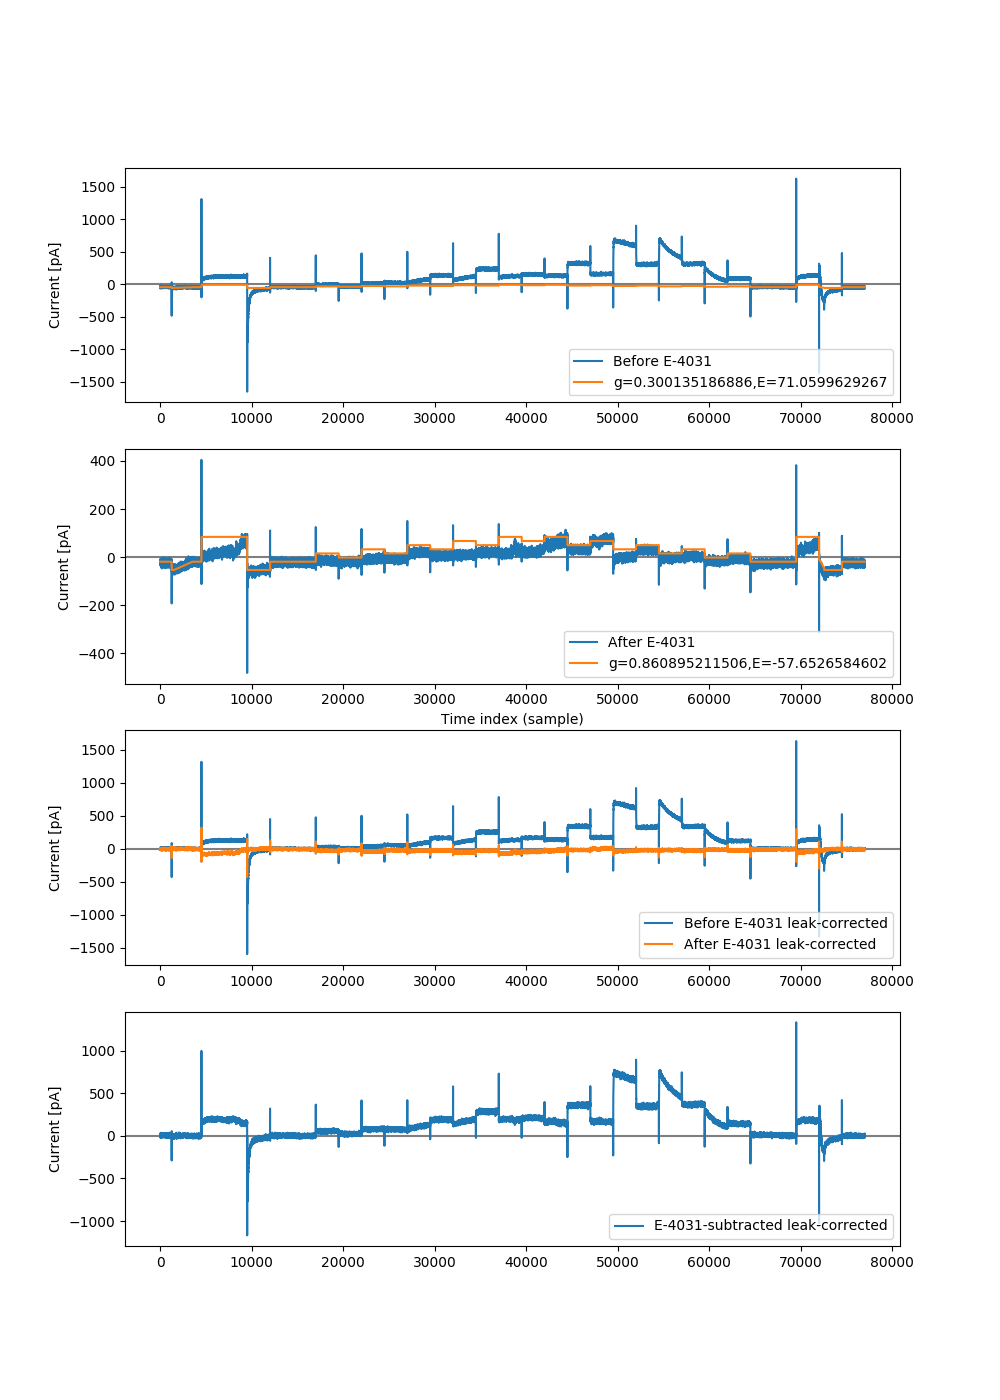 1500
1000
500
0
−500
−1000
−1500
Current [pA]
Before E-4031
g=0.300135186886,E=71.0599629267
0 10000 20000 30000 40000 50000 60000 70000 80000
400
200
0
−200
−400
Current [pA]
After E-4031
g=0.860895211506,E=-57.6526584602
0 10000 20000 30000 40000 50000 60000 70000 80000
Time index (sample)
1500
1000
500
0
−500
−1000
−1500
Current [pA]
Before E-4031 leak-corrected
After E-4031 leak-corrected
0 10000 20000 30000 40000 50000 60000 70000 80000
1000
500
0
−500
−1000
Current [pA]
E-4031-subtracted leak-corrected
0 10000 20000 30000 40000 50000 60000 70000 80000